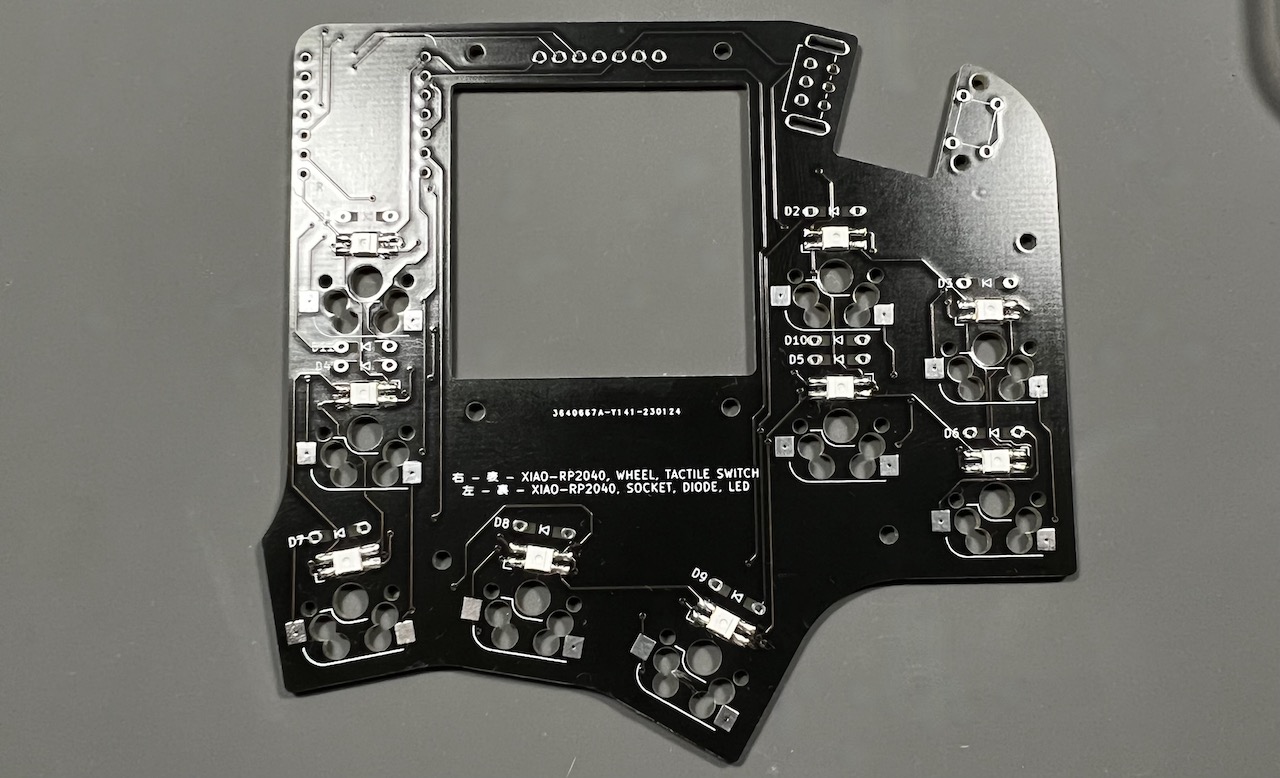 D2
D3
D10
D5
3640667A-Y141-230124
D6
右 - 表 - XIAO-RP2040, WHEEL, TACTILE SWITCH
左 - 裏 - XIAO-RP2040, SOCKET, DIODE, LED
D8
D7
D9